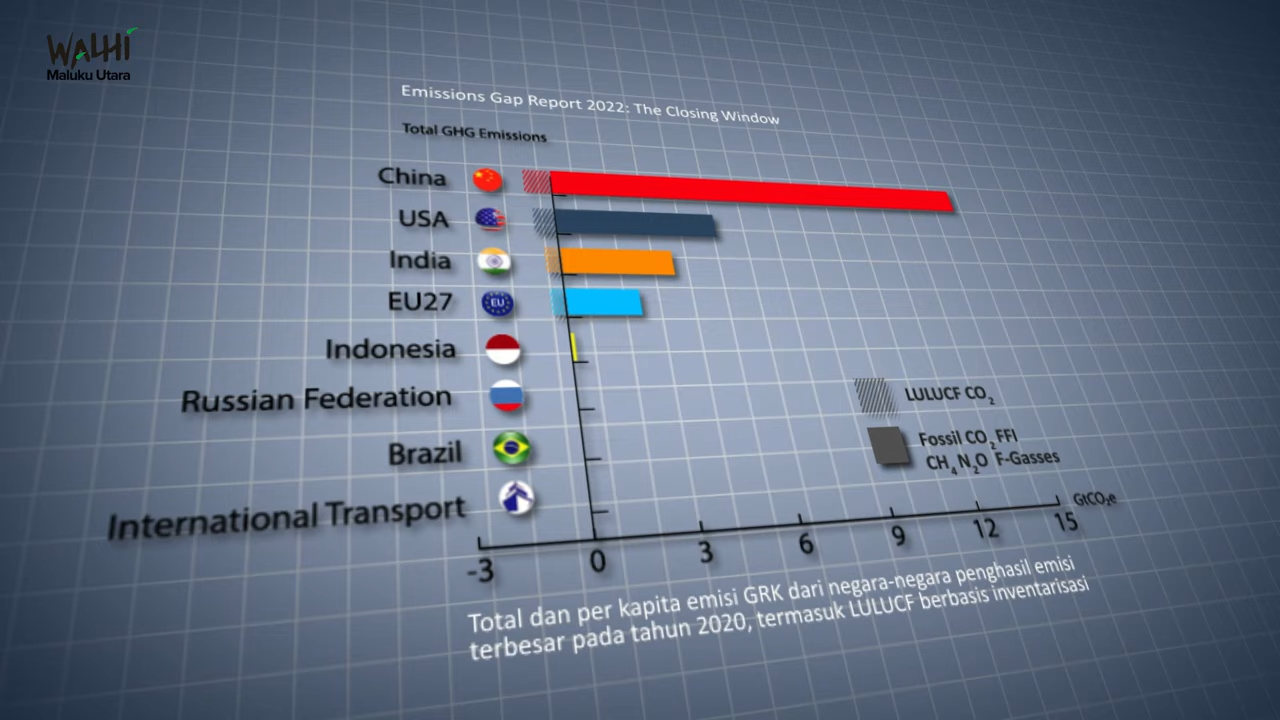 WALHI
Maluku Utara
Emissions Gap Report 2022: The Closing Window
Total GHG Emissions
China
USA
India
EU27
EU
Indonesia
Russian Federation
Brazil
International Transport
LULUCF CO2
Fossil CO2 FFI
CH4 N2O F-Gasses
GtCO2e
-3 0 3 6 9 12 15
Total dan per kapita emisi GRK dari negara-negara penghasil emisi
terbesar pada tahun 2020, termasuk LULUCF berbasis inventarisasi